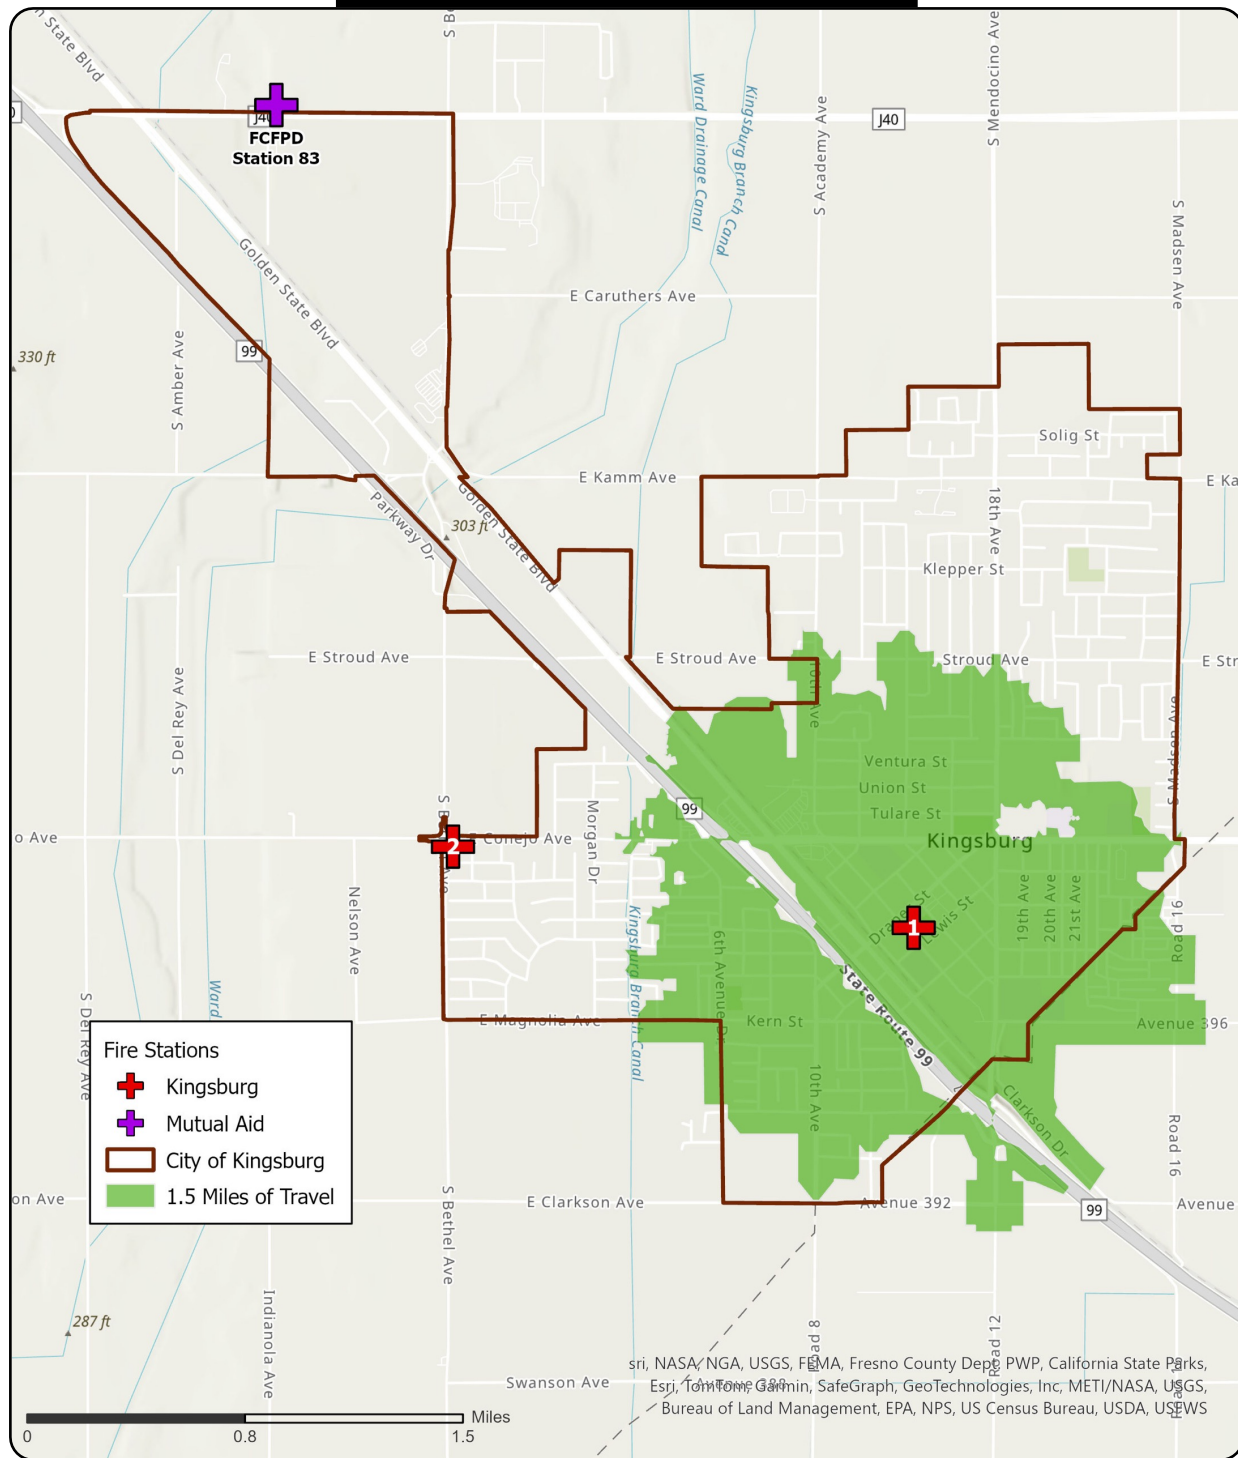 n State Blvd
S Be
S Mendocino Ave
J40
FCFPD
Station 83
J40
Ward Drainage Canal
Kingsburg Branch Canal
S Academy Ave
S Madsen Ave
Golden State Blvd
E Caruthers Ave
S Amber Ave
99
330 ft
Solig St
E Kamm Ave
E Ka
Golden State Blvd
18th Ave
303 ft
Parkway Dr
Klepper St
E Stroud Ave
E Stroud Ave
Stroud Ave
E Str
10th Ave
S Del Rey Ave
S Madsen Ave
Ventura St
Union St
Tulare St
99
Kingsburg
o Ave
2
E Conejo Ave
Morgan Dr
Nelson Ave
Draper St
Lewis St
1
19th Ave
20th Ave
21st Ave
Road 16
6th Avenue Dr
Kingsburg Branch Canal
State Route 99
Ward
S Del Rey Ave
E Magnolia Ave
Kern St
Avenue 396
Fire Stations
Kingsburg
Mutual Aid
City of Kingsburg
1.5 Miles of Travel
10th Ave
Clarkson Dr
Road 16
on Ave
E Clarkson Ave
Avenue 392
99
Avenue
S Bethel Ave
287 ft
Indianola Ave
Road 8
Road 12
Swanson Ave
Avenue 388
sri, NASA, NGA, USGS, FEMA, Fresno County Dept PWP, California State Parks,
Esri, TomTom, Garmin, SafeGraph, GeoTechnologies, Inc, METI/NASA, USGS,
Bureau of Land Management, EPA, NPS, US Census Bureau, USDA, USFWS
Miles
0
0.8
1.5